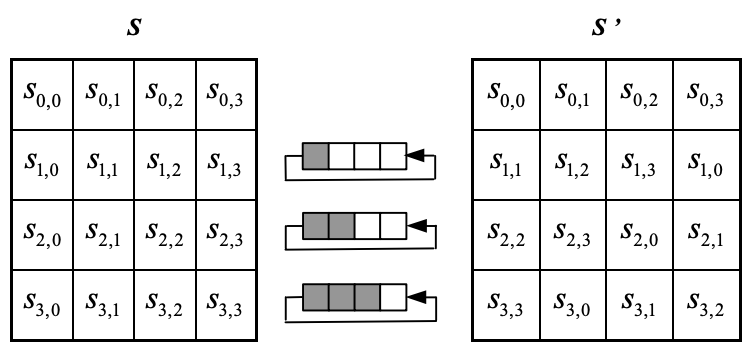 S S'
s0,0 s0,1 s0,2 s0,3 s0,0 s0,1 s0,2 s0,3
s1,0 s1,1 s1,2 s1,3 s1,1 s1,2 s1,3 s1,0
s2,0 s2,1 s2,2 s2,3 s2,2 s2,3 s2,0 s2,1
s3,0 s3,1 s3,2 s3,3 s3,3 s3,0 s3,1 s3,2